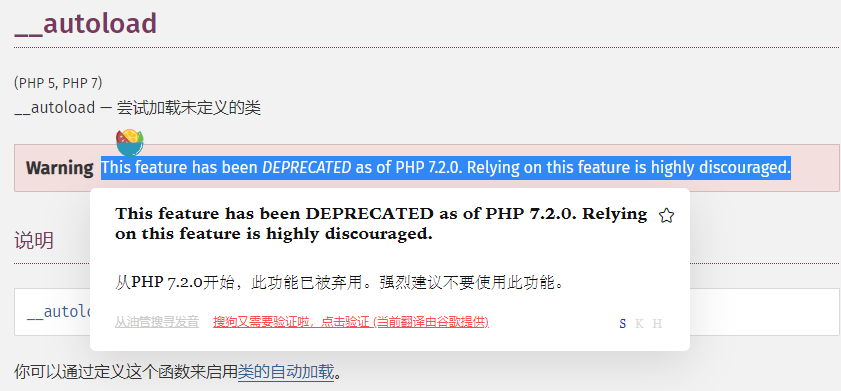 __autoload
(PHP 5, PHP 7)
__autoload — 尝试加载未定义的类
Warning This feature has been DEPRECATED as of PHP 7.2.0. Relying on this feature is highly discouraged.
This feature has been DEPRECATED as of PHP 7.2.0. Relying
on this feature is highly discouraged.
从PHP 7.2.0开始，此功能已被弃用。强烈建议不要使用此功能。
从油管搜寻发音 搜狗又需要验证啦，点击验证 (当前翻译由谷歌提供) S K H
说明
__autolo
你可以通过定义这个函数来启用类的自动加载。